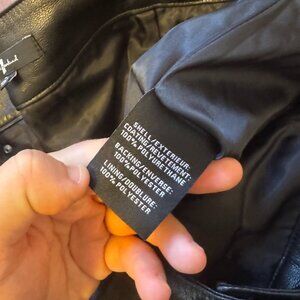 SHELL/EXTERIEUR:
COATING/REVETEMENT:
100% POLYURETHANE
BACKING/ENVERSE:
100% POLYESTER
LINING/DOUBLURE:
100% POLYESTER